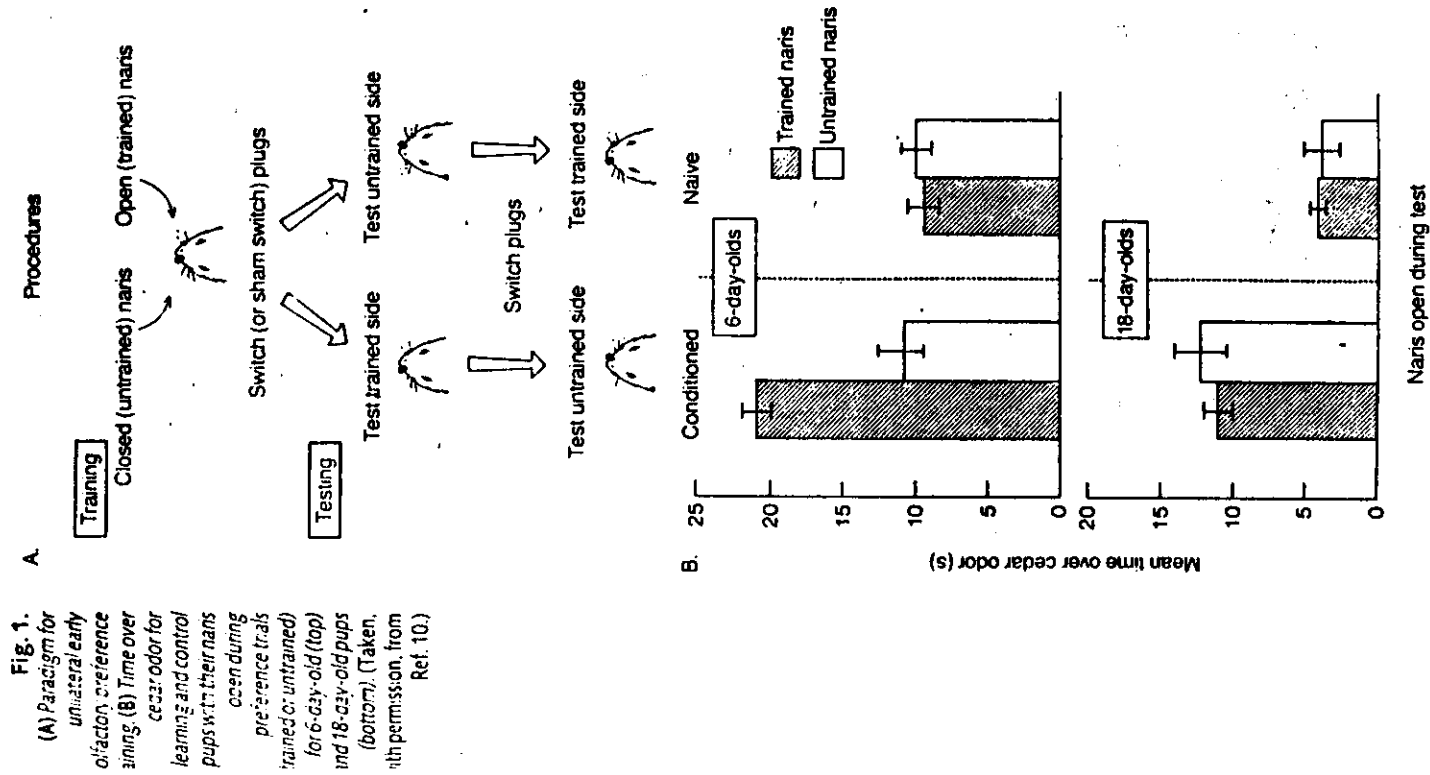 Fig. 1.
(A) Paradigm for
unilateral early
olfactory preference
aining. (B) Time over
cedar odor for
learning and control
pups with their nans
open during
preference trials
trained or untrained)
for 6-day-old (top)
and 18-day-old pups
(bottom). (Taken,
ith permission, from
Ref. 10.)
A.
Procedures
Training
Closed (untrained) naris
Open (trained) naris
Switch (or sham switch) plugs
Testing
Test trained side
Test untrained side
Switch plugs
Test untrained side
Test trained side
B.
Conditioned
Naive
6-day-olds
Trained naris
Untrained naris
25
20
15
10
5
0
18-day-olds
20
15
10
5
0
Mean time over cedar odor (s)
Naris open during test